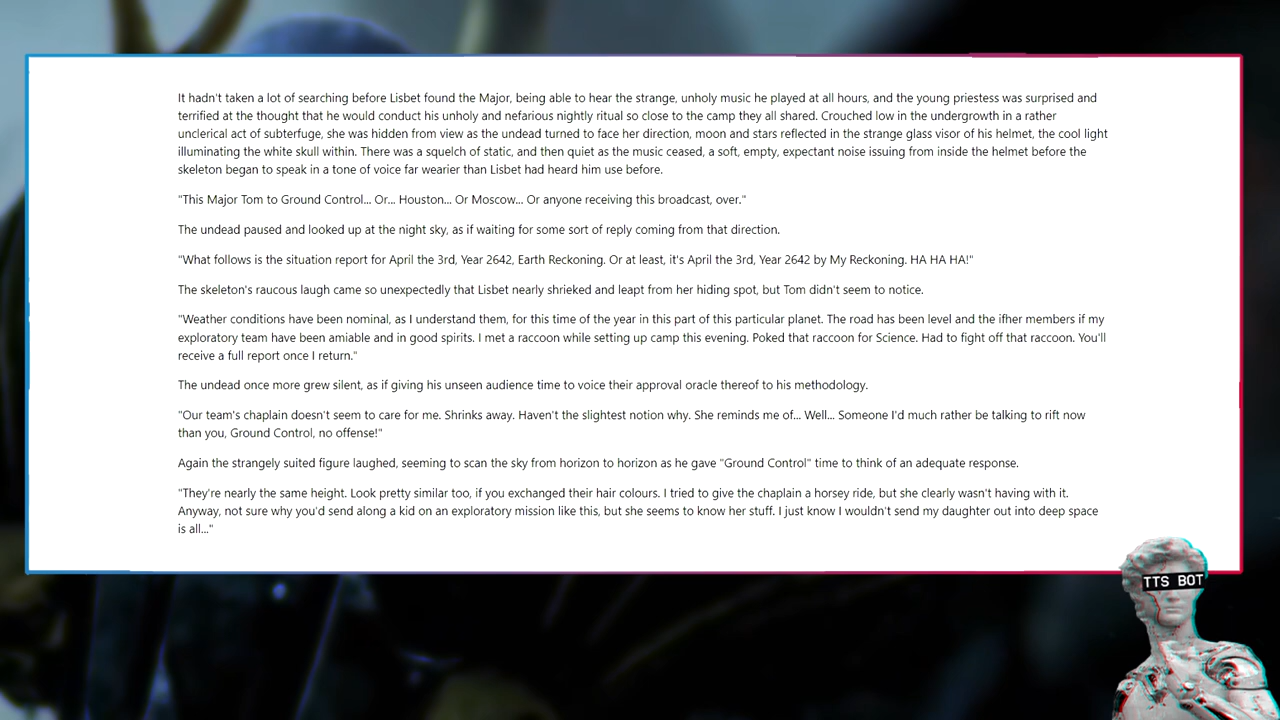 It hadn't taken a lot of searching before Lisbet found the Major, being able to hear the strange, unholy music he played at all hours, and the young priestess was surprised and
terrified at the thought that he would conduct his unholy and nefarious nightly ritual so close to the camp they all shared. Crouched low in the undergrowth in a rather
unclerical act of subterfuge, she was hidden from view as the undead turned to face her direction, moon and stars reflected in the strange glass visor of his helmet, the cool light
illuminating the white skull within. There was a squelch of static, and then quiet as the music ceased, a soft, empty, expectant noise issuing from inside the helmet before the
skeleton began to speak in a tone of voice far wearier than Lisbet had heard him use before.
"This Major Tom to Ground Control... Or... Houston... Or Moscow... Or anyone receiving this broadcast, over."
The undead paused and looked up at the night sky, as if waiting for some sort of reply coming from that direction.
"What follows is the situation report for April the 3rd, Year 2642, Earth Reckoning. Or at least, it's April the 3rd, Year 2642 by My Reckoning. HA HA HA!"
The skeleton's raucous laugh came so unexpectedly that Lisbet nearly shrieked and leapt from her hiding spot, but Tom didn't seem to notice.
"Weather conditions have been nominal, as I understand them, for this time of the year in this part of this particular planet. The road has been level and the ifher members if my
exploratory team have been amiable and in good spirits. I met a raccoon while setting up camp this evening. Poked that raccoon for Science. Had to fight off that raccoon. You'll
receive a full report once I return."
The undead once more grew silent, as if giving his unseen audience time to voice their approval oracle thereof to his methodology.
"Our team's chaplain doesn't seem to care for me. Shrinks away. Haven't the slightest notion why. She reminds me of... Well... Someone I'd much rather be talking to rift now
than you, Ground Control, no offense!"
Again the strangely suited figure laughed, seeming to scan the sky from horizon to horizon as he gave "Ground Control" time to think of an adequate response.
"They're nearly the same height. Look pretty similar too, if you exchanged their hair colours. I tried to give the chaplain a horsey ride, but she clearly wasn't having with it.
Anyway, not sure why you'd send along a kid on an exploratory mission like this, but she seems to know her stuff. I just know I wouldn't send my daughter out into deep space
is all..."
TTS BOT